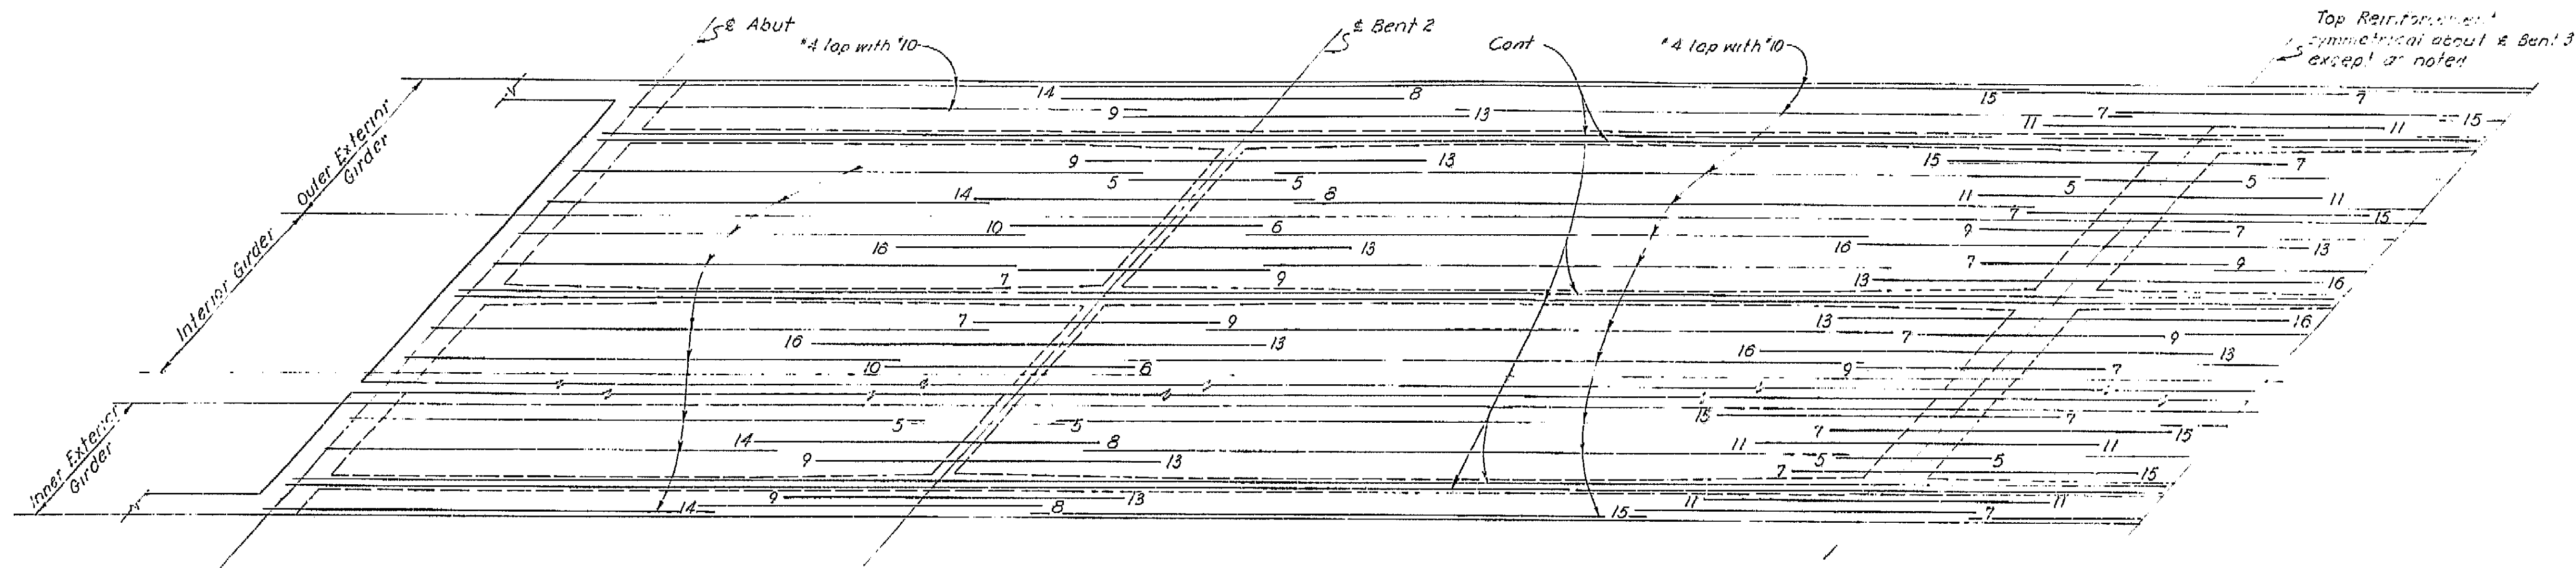 ℄ Abut
#4 lap with #10
℄ Bent 2
Cont
#4 lap with #10
Top Reinforcement
symmetrical about ℄ Bent 3
except as noted
Outer Exterior
Girder
Interior Girder
Inner Exterior
Girder
14 8 15 7
9 13 7 15
11 11
9 13 15 7
5 5 5 5
14 8 11 11
7 15
10 6 9 7
16 13 16 13
7 9
7 9 13 16
7 9 13 16
7 9
16 13 16 13
10 6 9 7
15 7
5 5 7 15
14 8 11 11
9 13 5 5
7 15
9 13 11 11
14 8 15 7